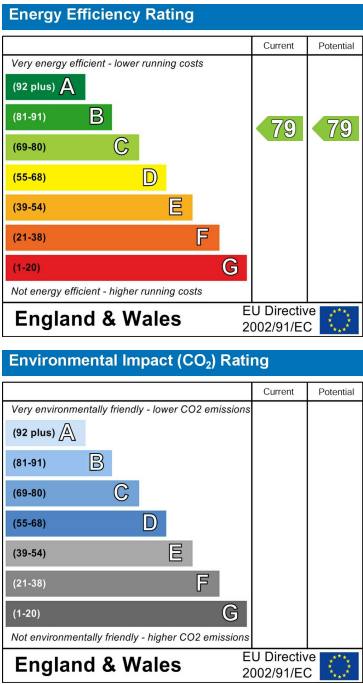 Energy Efficiency Rating
Current Potential
Very energy efficient - lower running costs
(92 plus) A
(81-91) B
79 79
(69-80) C
(55-68) D
(39-54) E
(21-38) F
(1-20) G
Not energy efficient - higher running costs
England & Wales
EU Directive
2002/91/EC
Environmental Impact (CO₂) Rating
Current Potential
Very environmentally friendly - lower CO2 emissions
(92 plus) A
(81-91) B
(69-80) C
(55-68) D
(39-54) E
(21-38) F
(1-20) G
Not environmentally friendly - higher CO2 emissions
England & Wales
EU Directive
2002/91/EC